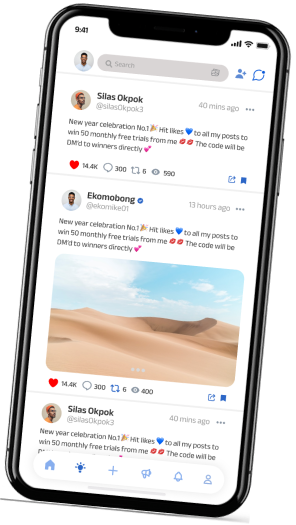 9:41
Search
Silas Okpok
@silasOkpok3
40 mins ago
New year celebration No.1🎉 Hit likes 💙 to all my posts to
win 50 monthly free trials from me 💋💋 The code will be
DM'd to winners directly 💕
14.4K 300 6 590
Ekomobong
@ekomike01
13 hours ago
New year celebration No.1🎉 Hit likes 💙 to all my posts to
win 50 monthly free trials from me 💋💋 The code will be
DM'd to winners directly 💕
14.4K 300 6 400
Silas Okpok
@silasOkpok3
40 mins ago
New year celebration No.1🎉 Hit likes 💙 to all my posts to
win 50 monthly free trials from me 💋💋 The code will be